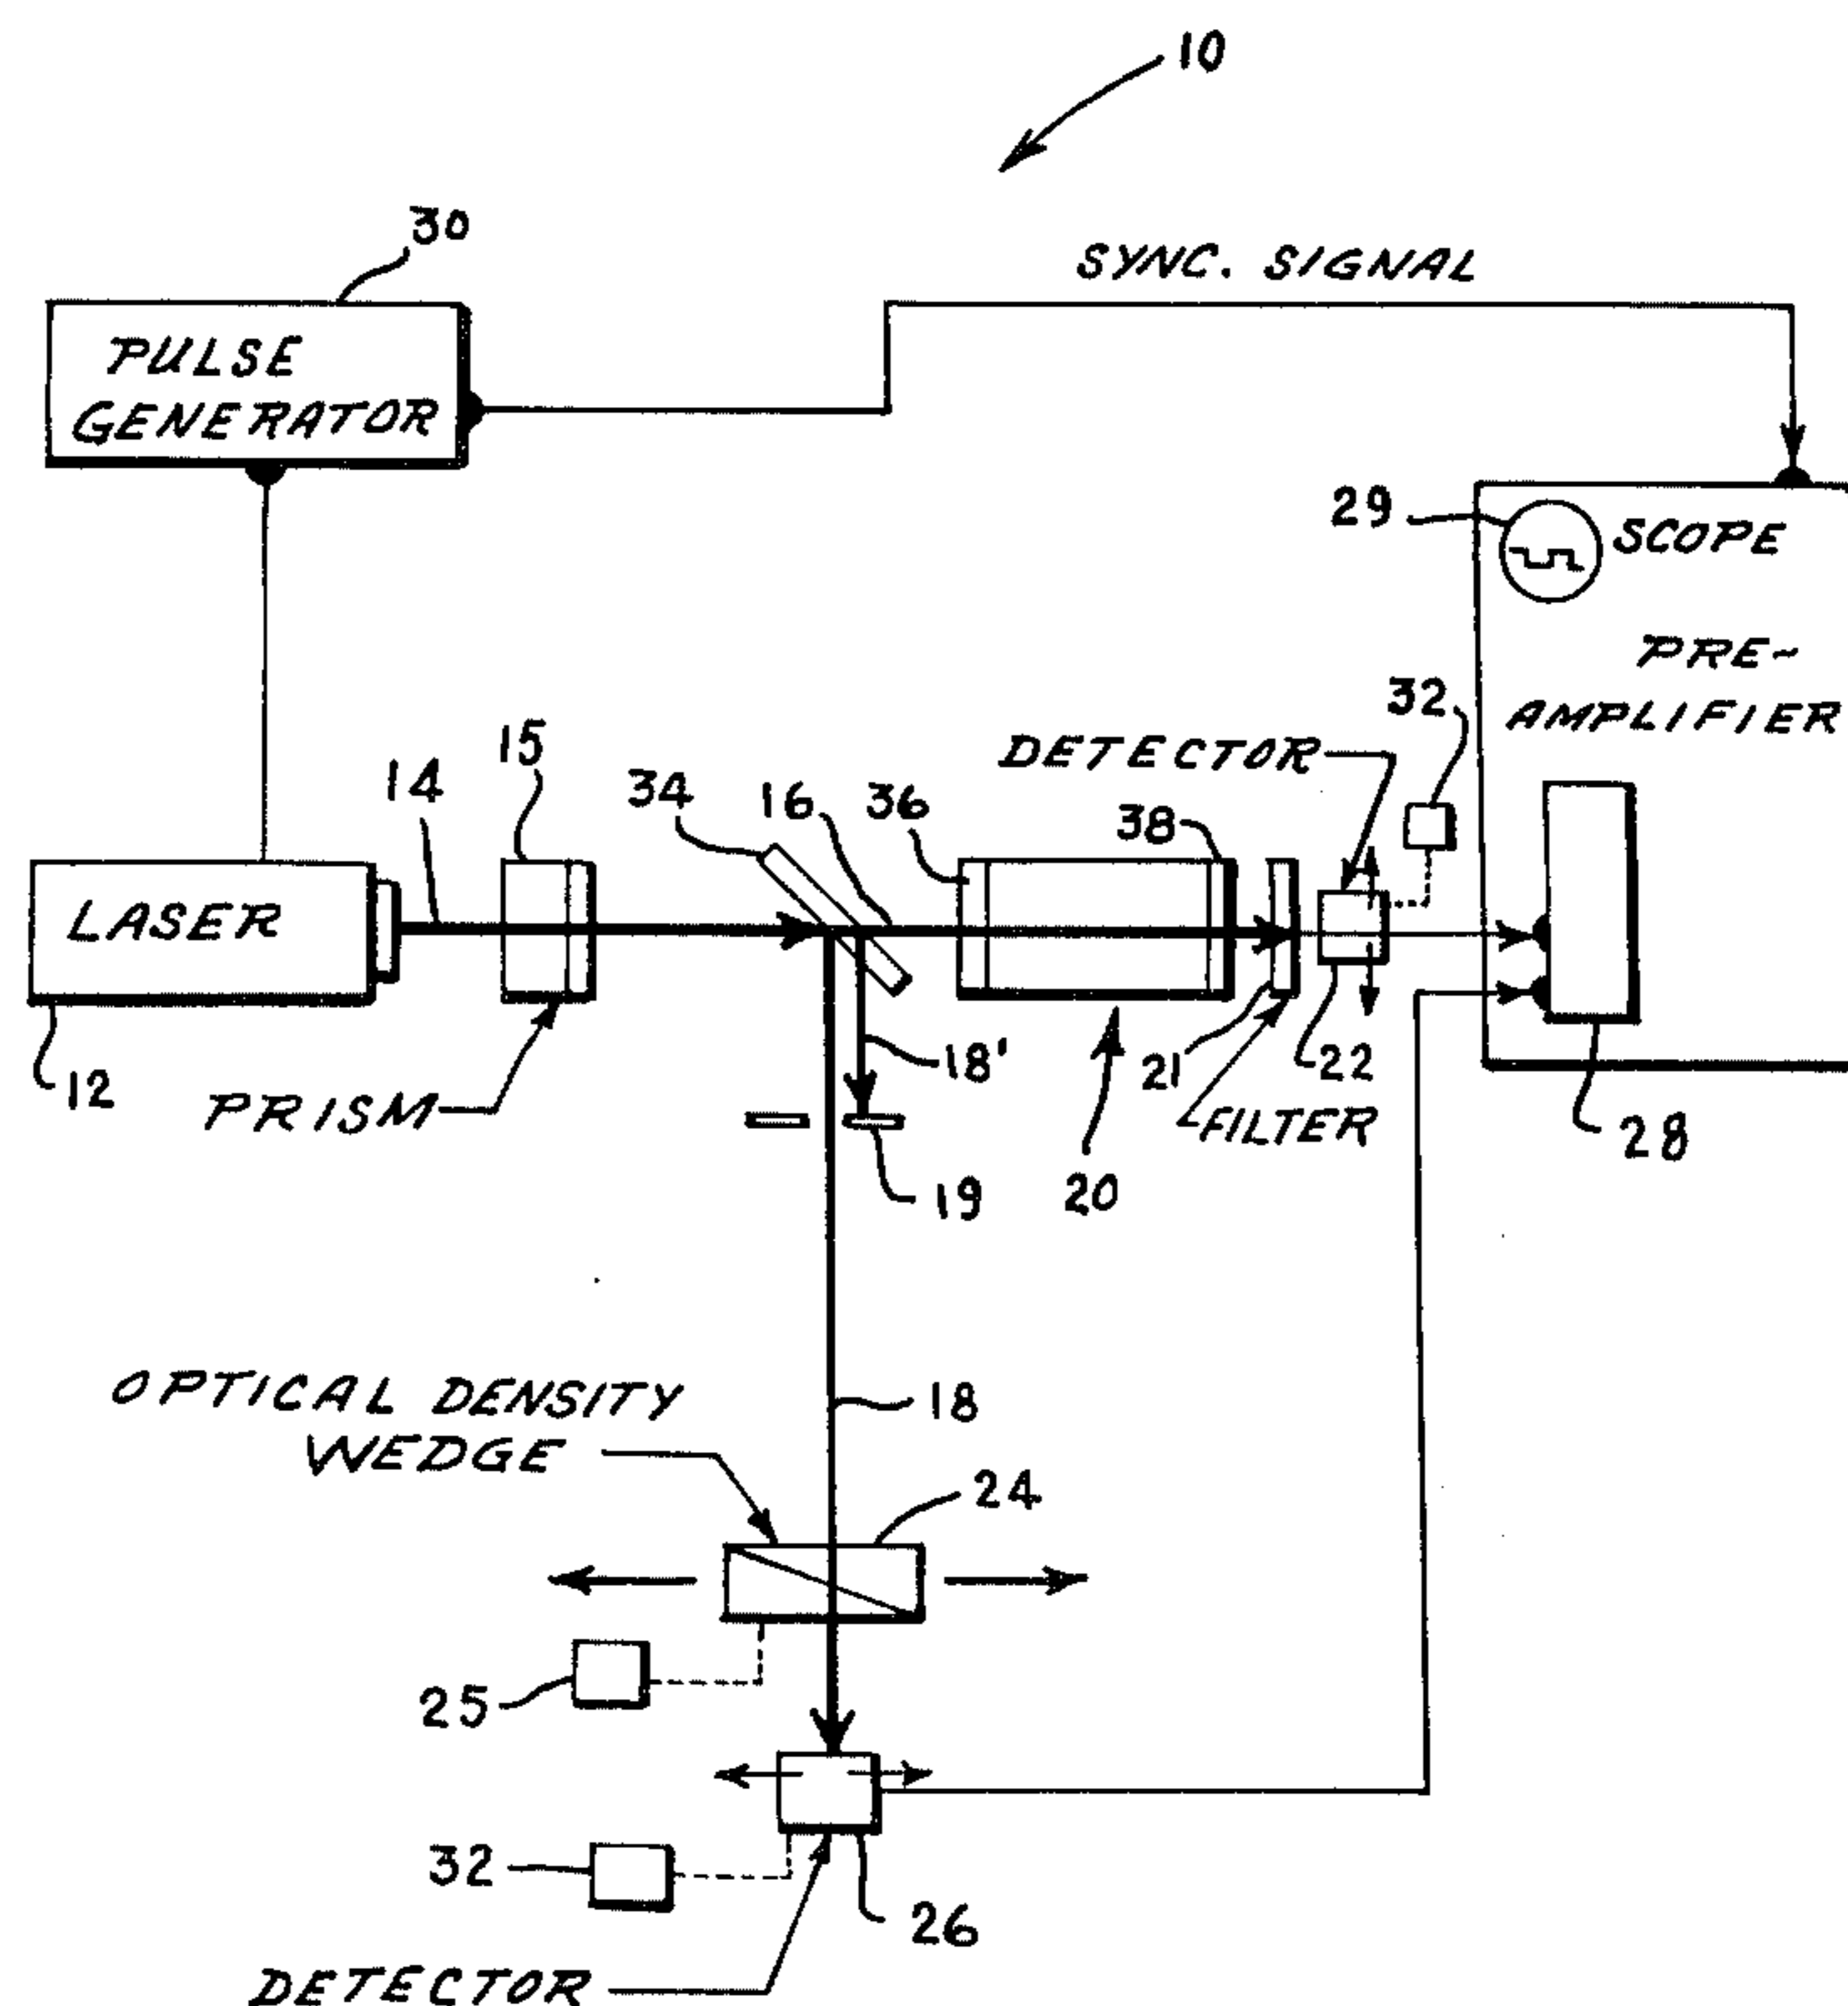 10
30
SYNC. SIGNAL
PULSE
GENERATOR
29
SCOPE
PRE-
AMPLIFIER
32
DETECTOR
15
14
34
16
36
38
LASER
12
PRISM
18'
21
22
FILTER
28
19
20
18
OPTICAL DENSITY
WEDGE
24
25
32
26
DETECTOR